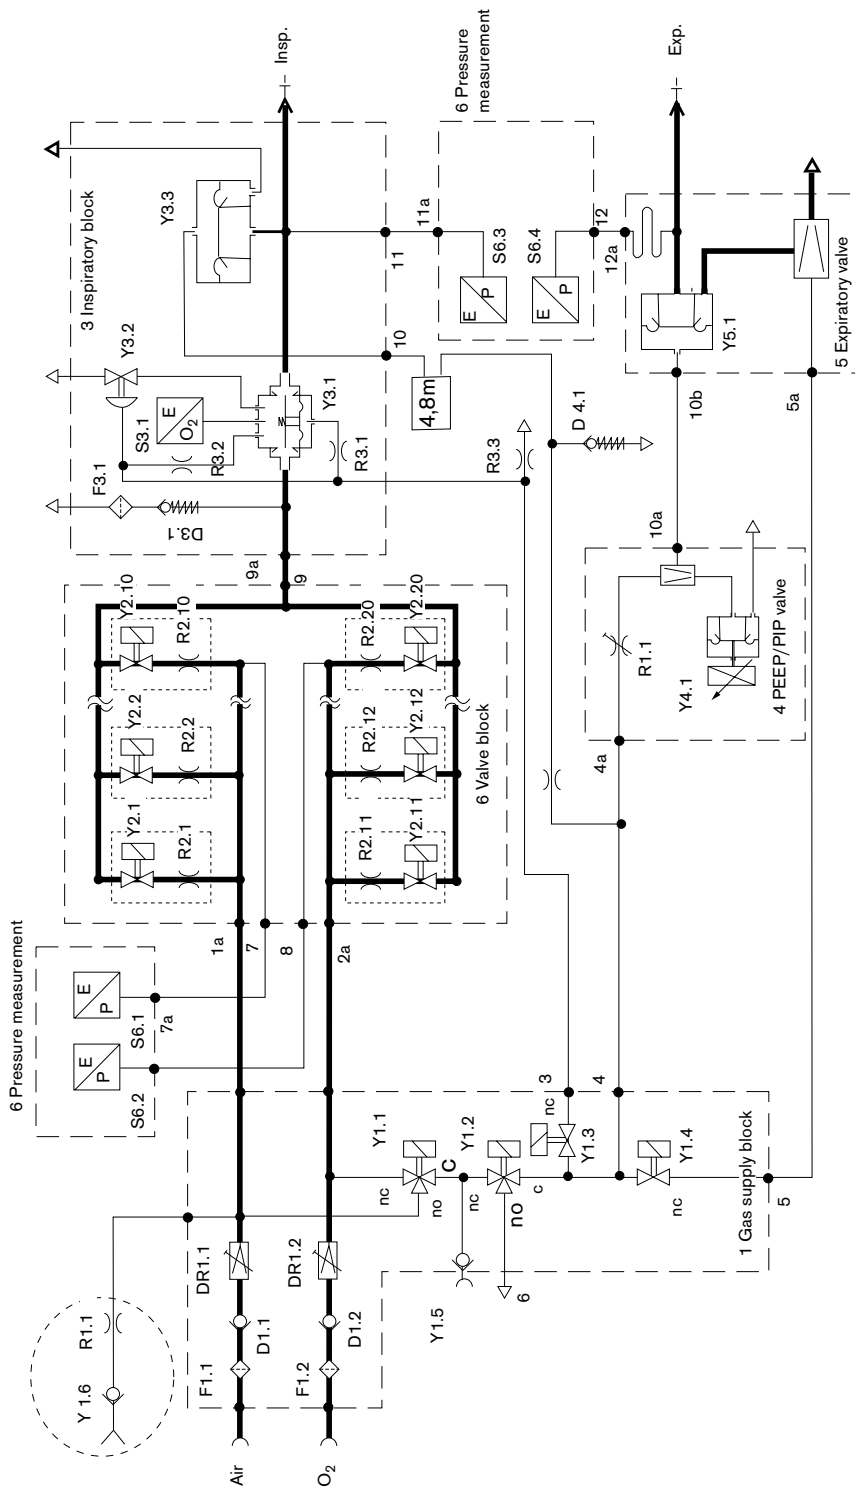 Insp.
6 Pressure
measurement
Exp.
3 Inspiratory block
Y3.3
11a
S6.3
S6.4
12
12a
5 Expiratory valve
Y5.1
11
10
4,8m
Y3.2
S3.1
E
O2
R3.2
F3.1
D3.1
Y3.1
R3.1
R3.3
D 4.1
10b
5a
E
P
E
P
9a
9
10a
R1.1
Y4.1
4 PEEP/PIP valve
4a
Y2.10
R2.10
Y2.2
R2.2
Y2.1
R2.1
R2.20
Y2.20
R2.12
Y2.12
R2.11
Y2.11
6 Valve block
1a
7
8
2a
6 Pressure measurement
E
P
E
P
S6.1
7a
S6.2
3
4
Y1.1
nc
no
C
Y1.2
nc
c
no
nc
Y1.3
Y1.4
nc
5
1 Gas supply block
6
Y1.5
DR1.1
DR1.2
D1.1
D1.2
F1.1
F1.2
R1.1
Y 1.6
Air
O2